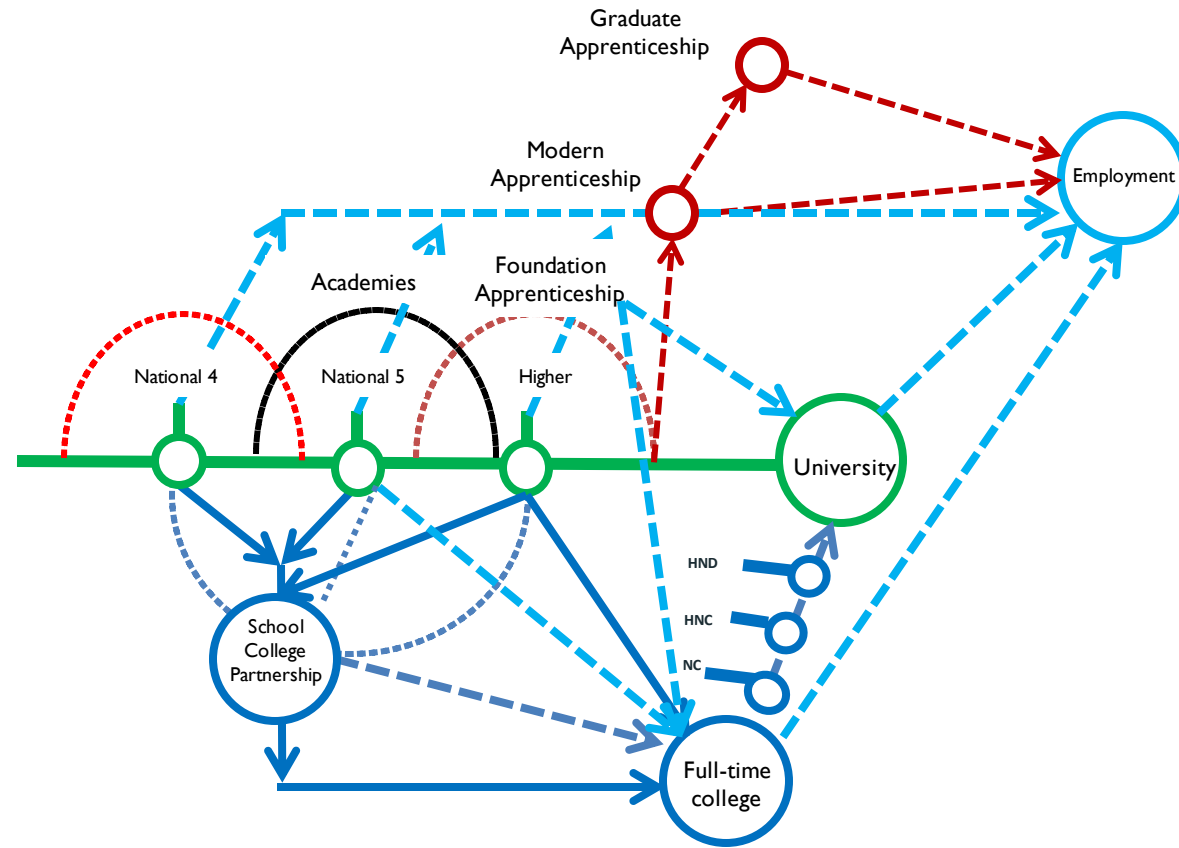 Graduate
Apprenticeship
Modern
Apprenticeship
Employment
Foundation
Apprenticeship
Academies
National 4
National 5
Higher
University
HND
HNC
NC
School
College
Partnership
Full-time
college